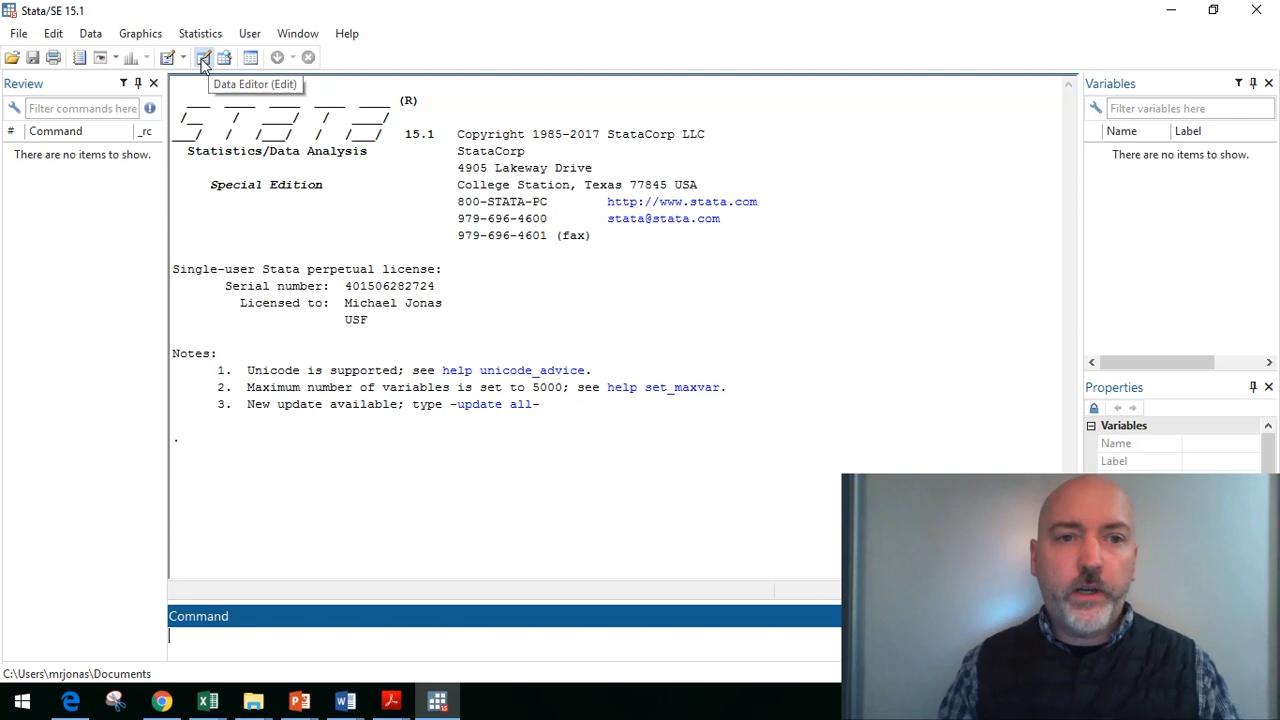 Stata/SE 15.1
File Edit Data Graphics Statistics User Window Help
Data Editor (Edit)
Review
Filter commands here
# Command _rc
There are no items to show.
(R)
15.1 Copyright 1985-2017 StataCorp LLC
Statistics/Data Analysis StataCorp
4905 Lakeway Drive
Special Edition College Station, Texas 77845 USA
800-STATA-PC http://www.stata.com
979-696-4600 stata@stata.com
979-696-4601 (fax)
Single-user Stata perpetual license:
Serial number: 401506282724
Licensed to: Michael Jonas
USF
Notes:
1. Unicode is supported; see help unicode_advice.
2. Maximum number of variables is set to 5000; see help set_maxvar.
3. New update available; type -update all-
.
Command
Variables
Filter variables here
Name Label
There are no items to show.
Properties
Variables
Name
Label
C:\Users\mrjonas\Documents